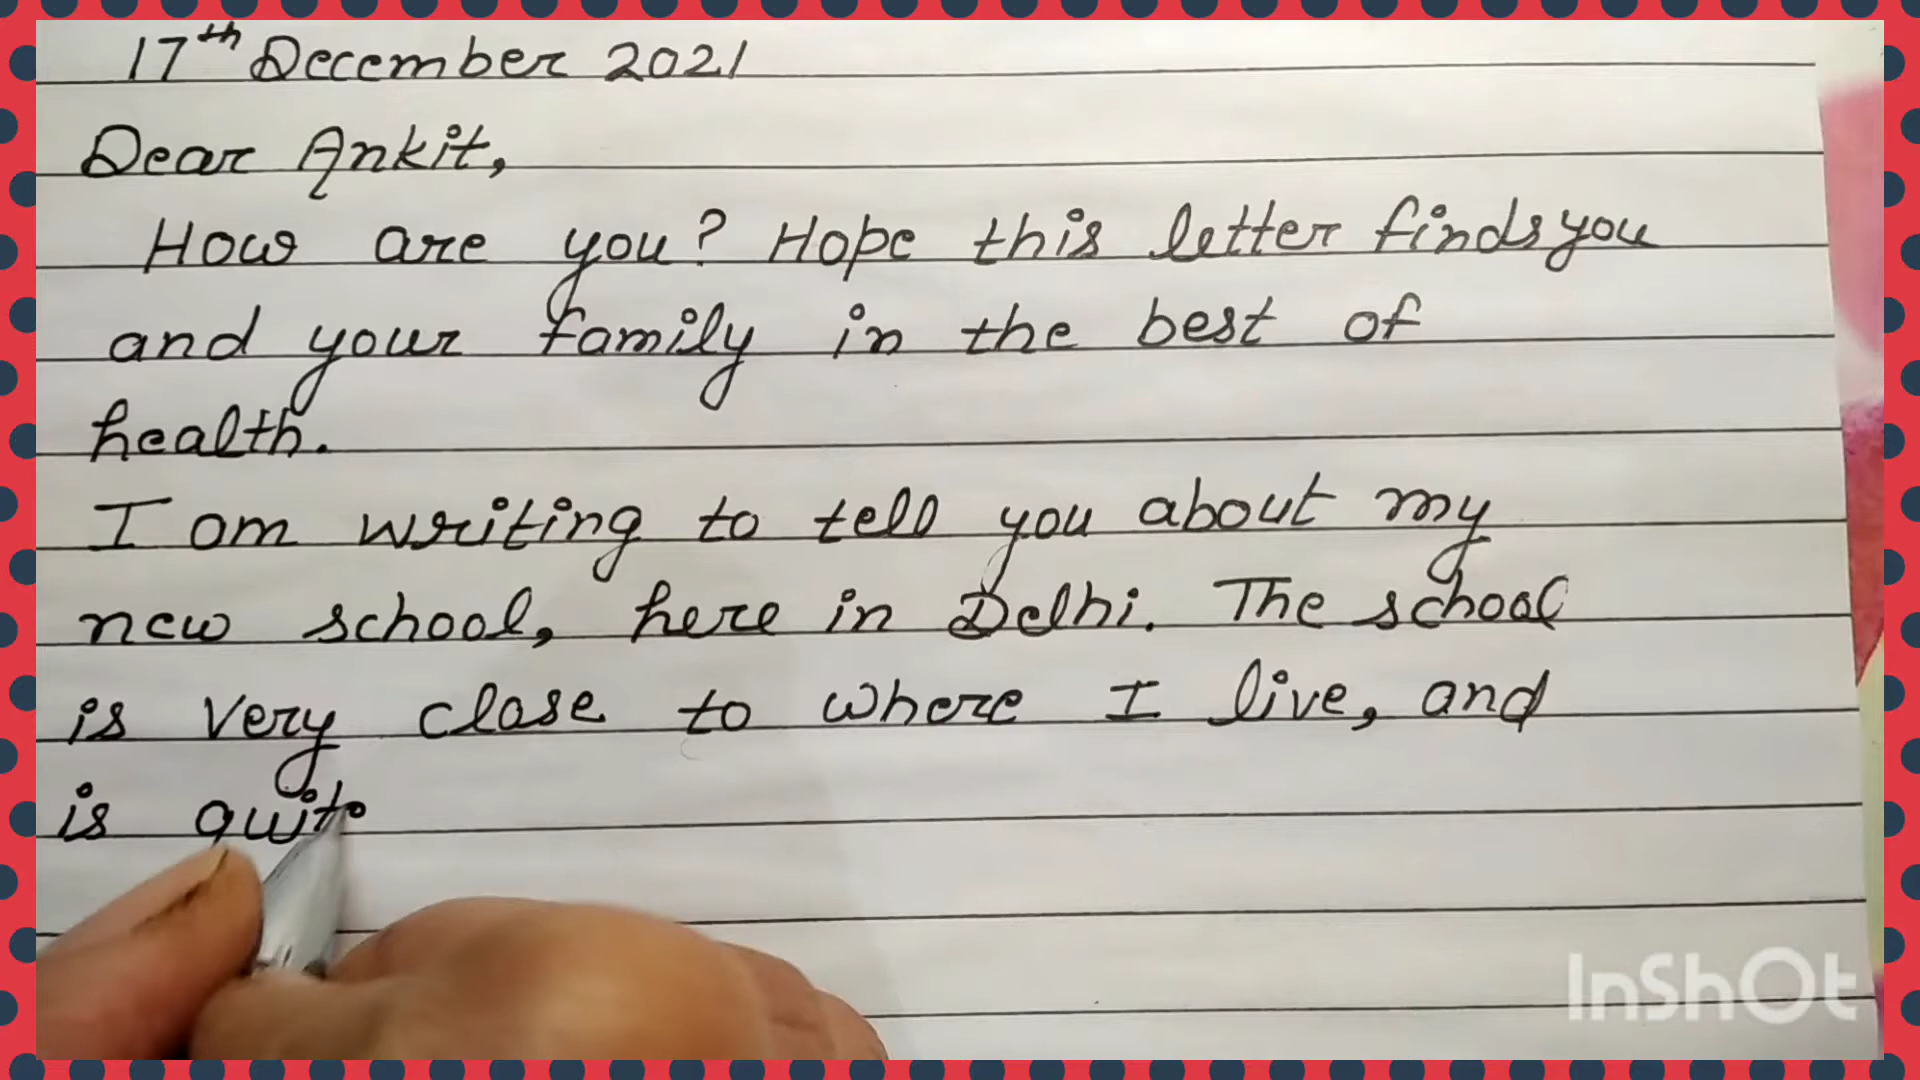 17th December 2021
Dear Ankit,
How are you? Hope this letter finds you
and your family in the best of
health.
I am writing to tell you about my
new school, here in Delhi. The school
is very close to where I live, and
is quite
InShOt